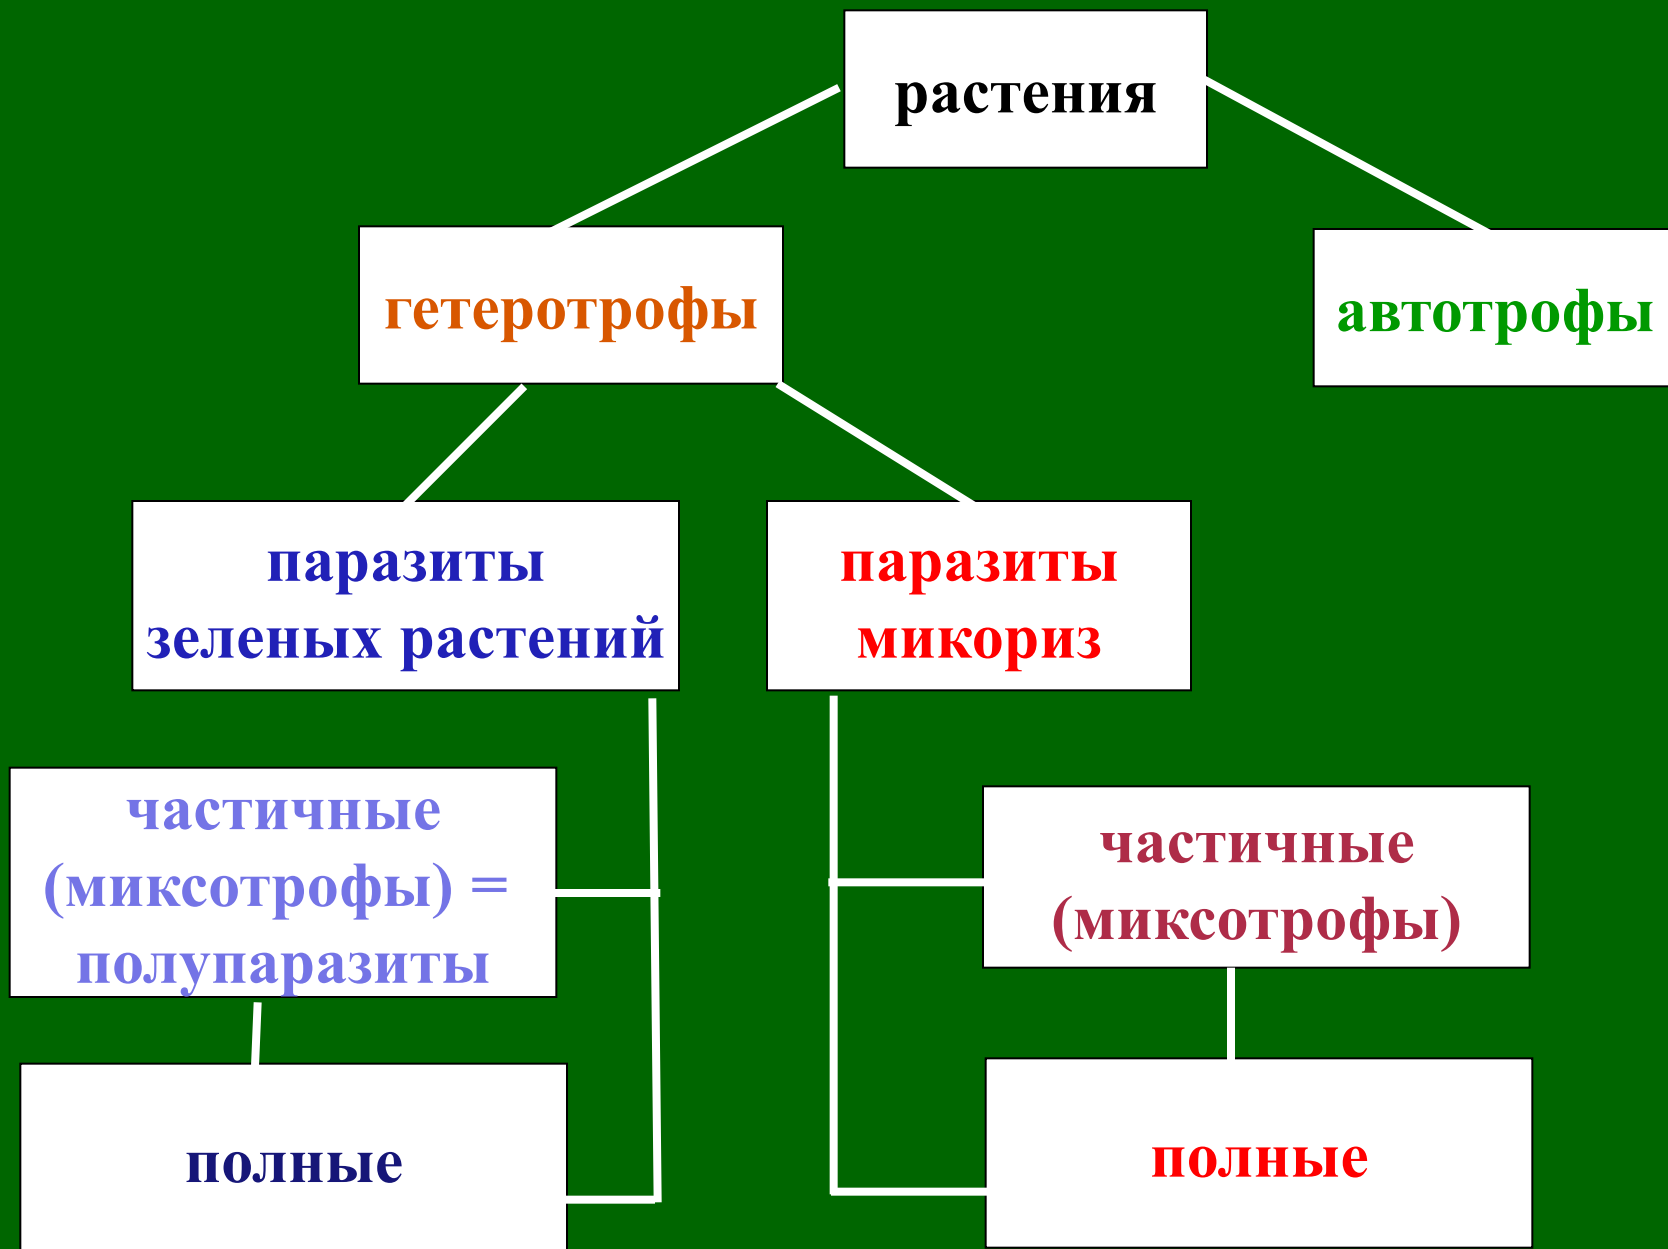 растения
гетеротрофы
автотрофы
паразиты
зеленых растений
паразиты
микориз
частичные
(миксотрофы) =
полупаразиты
частичные
(миксотрофы)
полные
полные